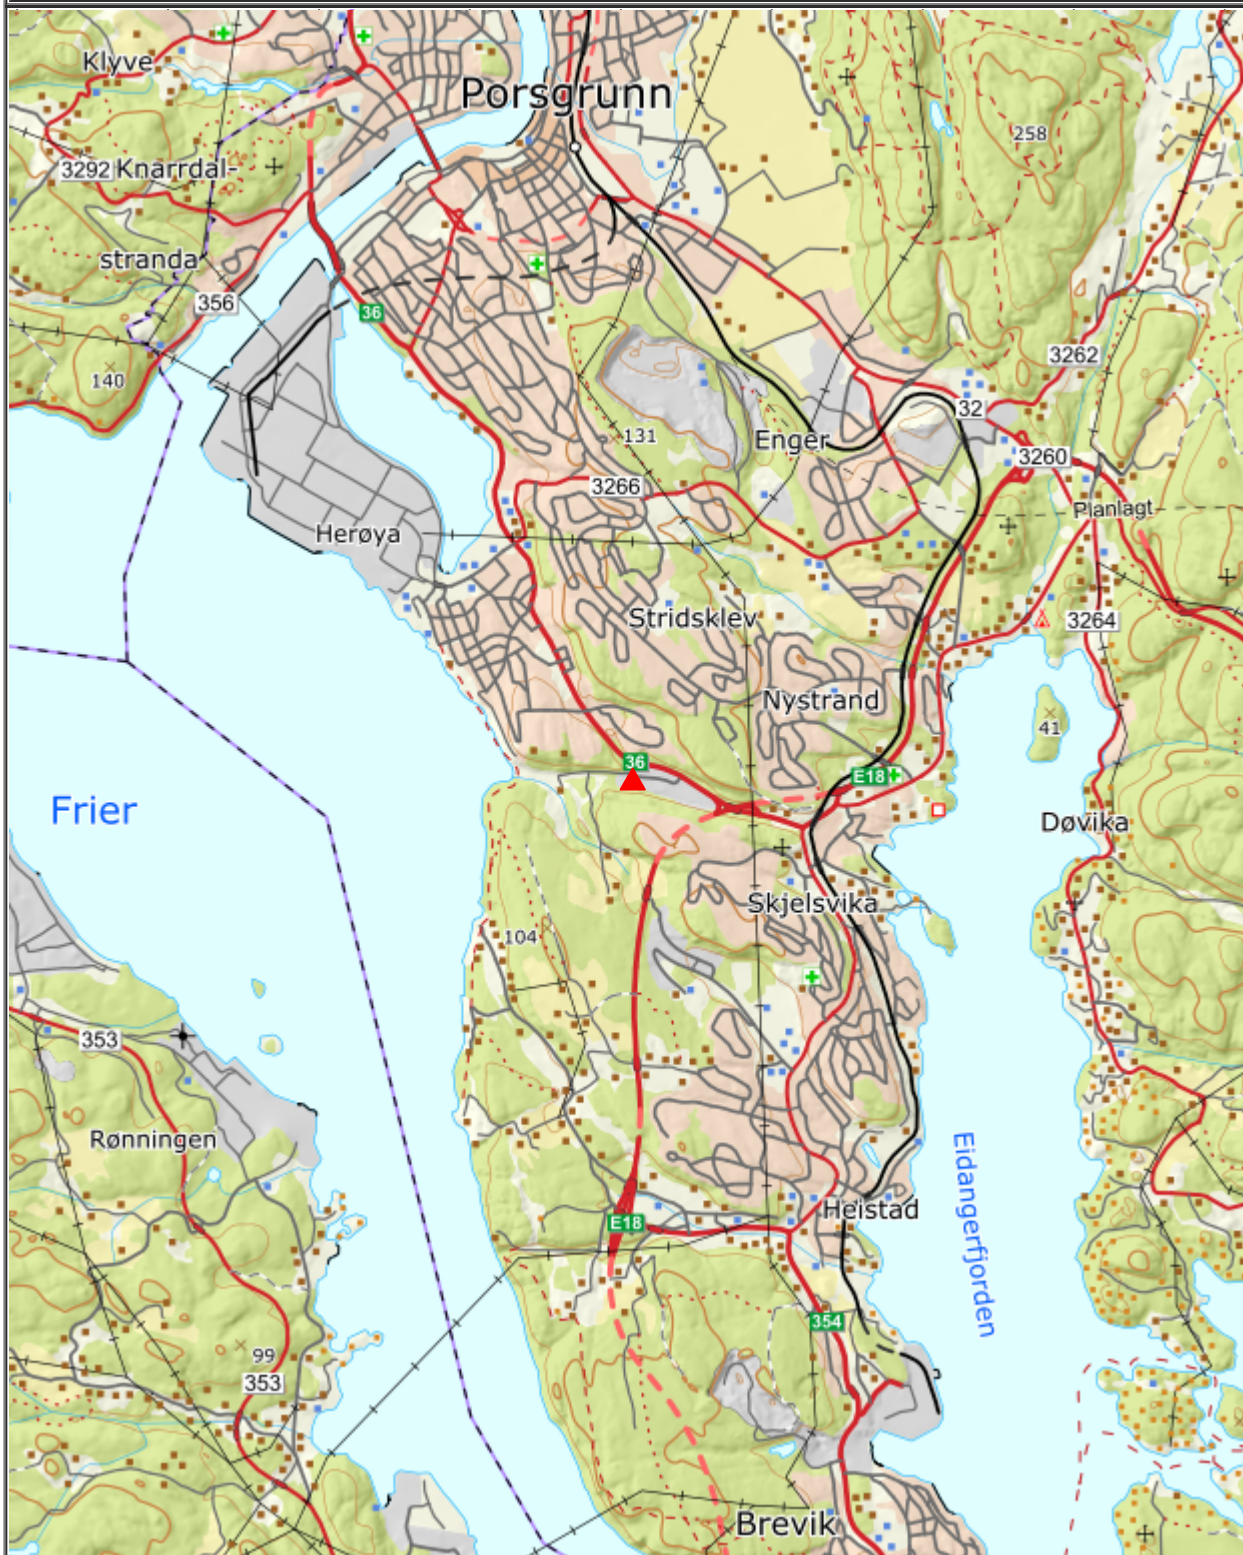 Klyve
Porsgrunn
258
3292
Knarrdal-
stranda
356
36
3262
140
32
131
Enger
3260
3266
Planlagt
Herøya
Stridsklev
3264
Nystrand
41
36
E18
Frier
Døvika
Skjelsvika
104
353
Rønningen
Eidangerfjorden
Heistad
E18
354
99
353
Brevik